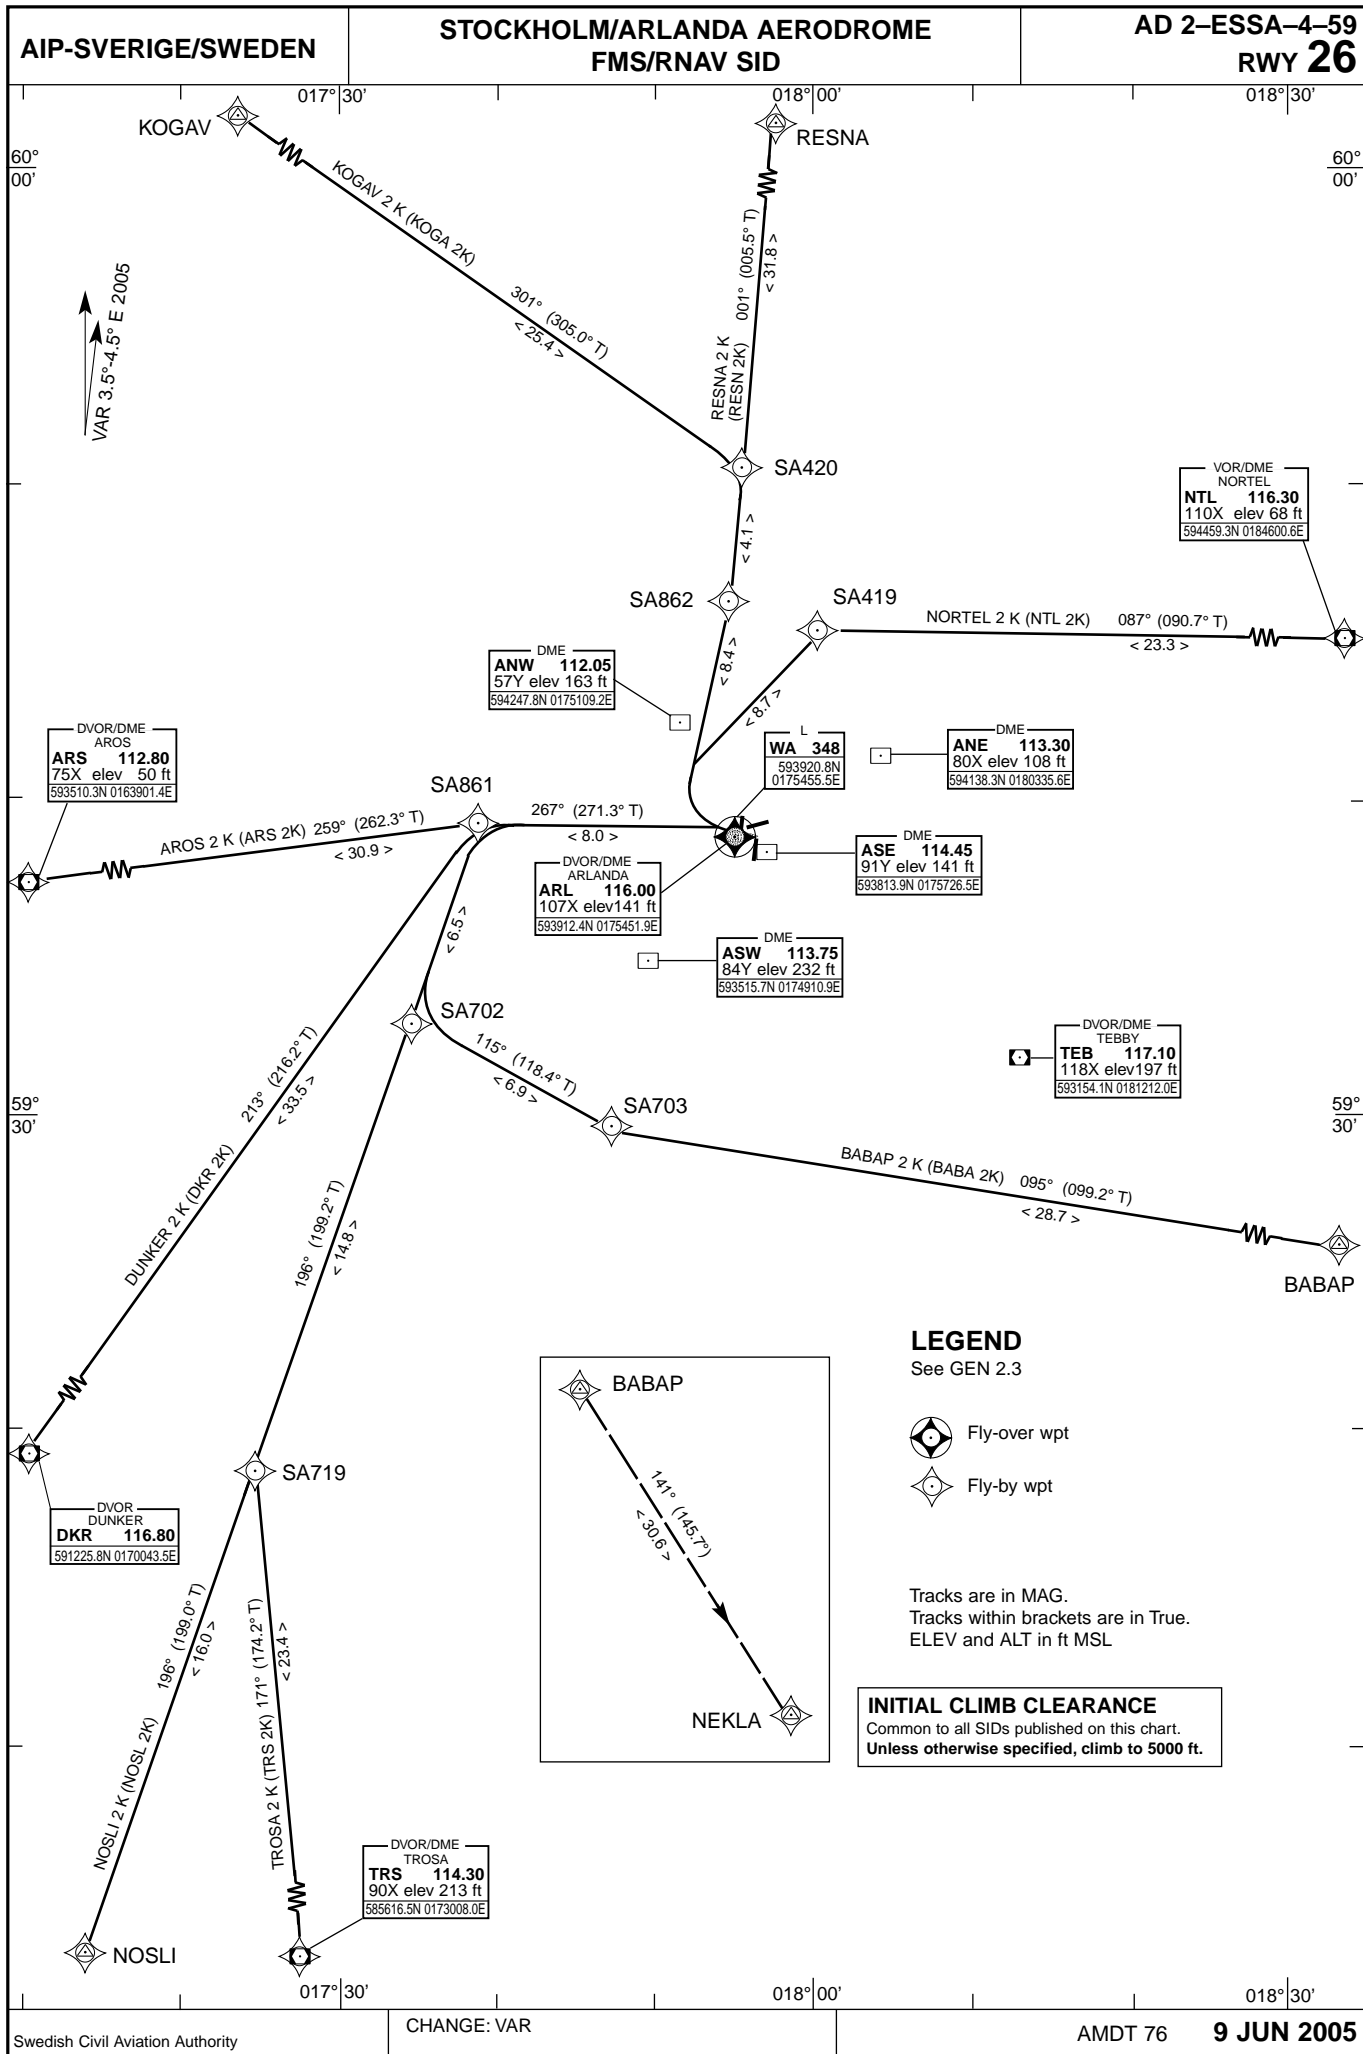 AIP-SVERIGE/SWEDEN
STOCKHOLM/ARLANDA AERODROME
FMS/RNAV SID
AD 2–ESSA–4–59
RWY 26
017° 30’
018° 00’
018° 30’
KOGAV
RESNA
60°
00’
60°
00’
KOGAV 2 K (KOGA 2K)
301° (305.0° T)
< 25.4 >
RESNA 2 K
(RESN 2K)
001° (005.5° T)
< 31.8 >
VAR 3.5°-4.5° E 2005
SA420
< 4.1 >
VOR/DME
NORTEL
NTL 116.30
110X elev 68 ft
594459.3N 0184600.6E
SA862
SA419
NORTEL 2 K (NTL 2K) 087° (090.7° T)
< 23.3 >
< 8.4 >
< 8.7 >
DME
ANW 112.05
57Y elev 163 ft
594247.8N 0175109.2E
L
WA 348
593920.8N
0175455.5E
DME
ANE 113.30
80X elev 108 ft
594138.3N 0180335.6E
DVOR/DME
AROS
ARS 112.80
75X elev 50 ft
593510.3N 0163901.4E
SA861
267° (271.3° T)
< 8.0 >
AROS 2 K (ARS 2K) 259° (262.3° T)
< 30.9 >
DME
ASE 114.45
91Y elev 141 ft
593813.9N 0175726.5E
DVOR/DME
ARLANDA
ARL 116.00
107X elev141 ft
593912.4N 0175451.9E
< 6.5 >
DME
ASW 113.75
84Y elev 232 ft
593515.7N 0174910.9E
SA702
115° (118.4° T)
< 6.9 >
DVOR/DME
TEBBY
TEB 117.10
118X elev197 ft
593154.1N 0181212.0E
59°
30’
59°
30’
SA703
DUNKER 2 K (DKR 2K) 213° (216.2° T)
< 33.5 >
BABAP 2 K (BABA 2K) 095° (099.2° T)
< 28.7 >
BABAP
196° (199.2° T)
< 14.8 >
LEGEND
See GEN 2.3
Fly-over wpt
Fly-by wpt
BABAP
141° (145.7°)
< 30.6 >
NEKLA
SA719
DVOR
DUNKER
DKR 116.80
591225.8N 0170043.5E
Tracks are in MAG.
Tracks within brackets are in True.
ELEV and ALT in ft MSL
NOSLI 2 K (NOSL 2K) 196° (199.0° T)
< 16.0 >
TROSA 2 K (TRS 2K) 171° (174.2° T)
< 23.4 >
INITIAL CLIMB CLEARANCE
Common to all SIDs published on this chart.
Unless otherwise specified, climb to 5000 ft.
DVOR/DME
TROSA
TRS 114.30
90X elev 213 ft
585616.5N 0173008.0E
NOSLI
017° 30’
018° 00’
018° 30’
Swedish Civil Aviation Authority
CHANGE: VAR
AMDT 76 9 JUN 2005